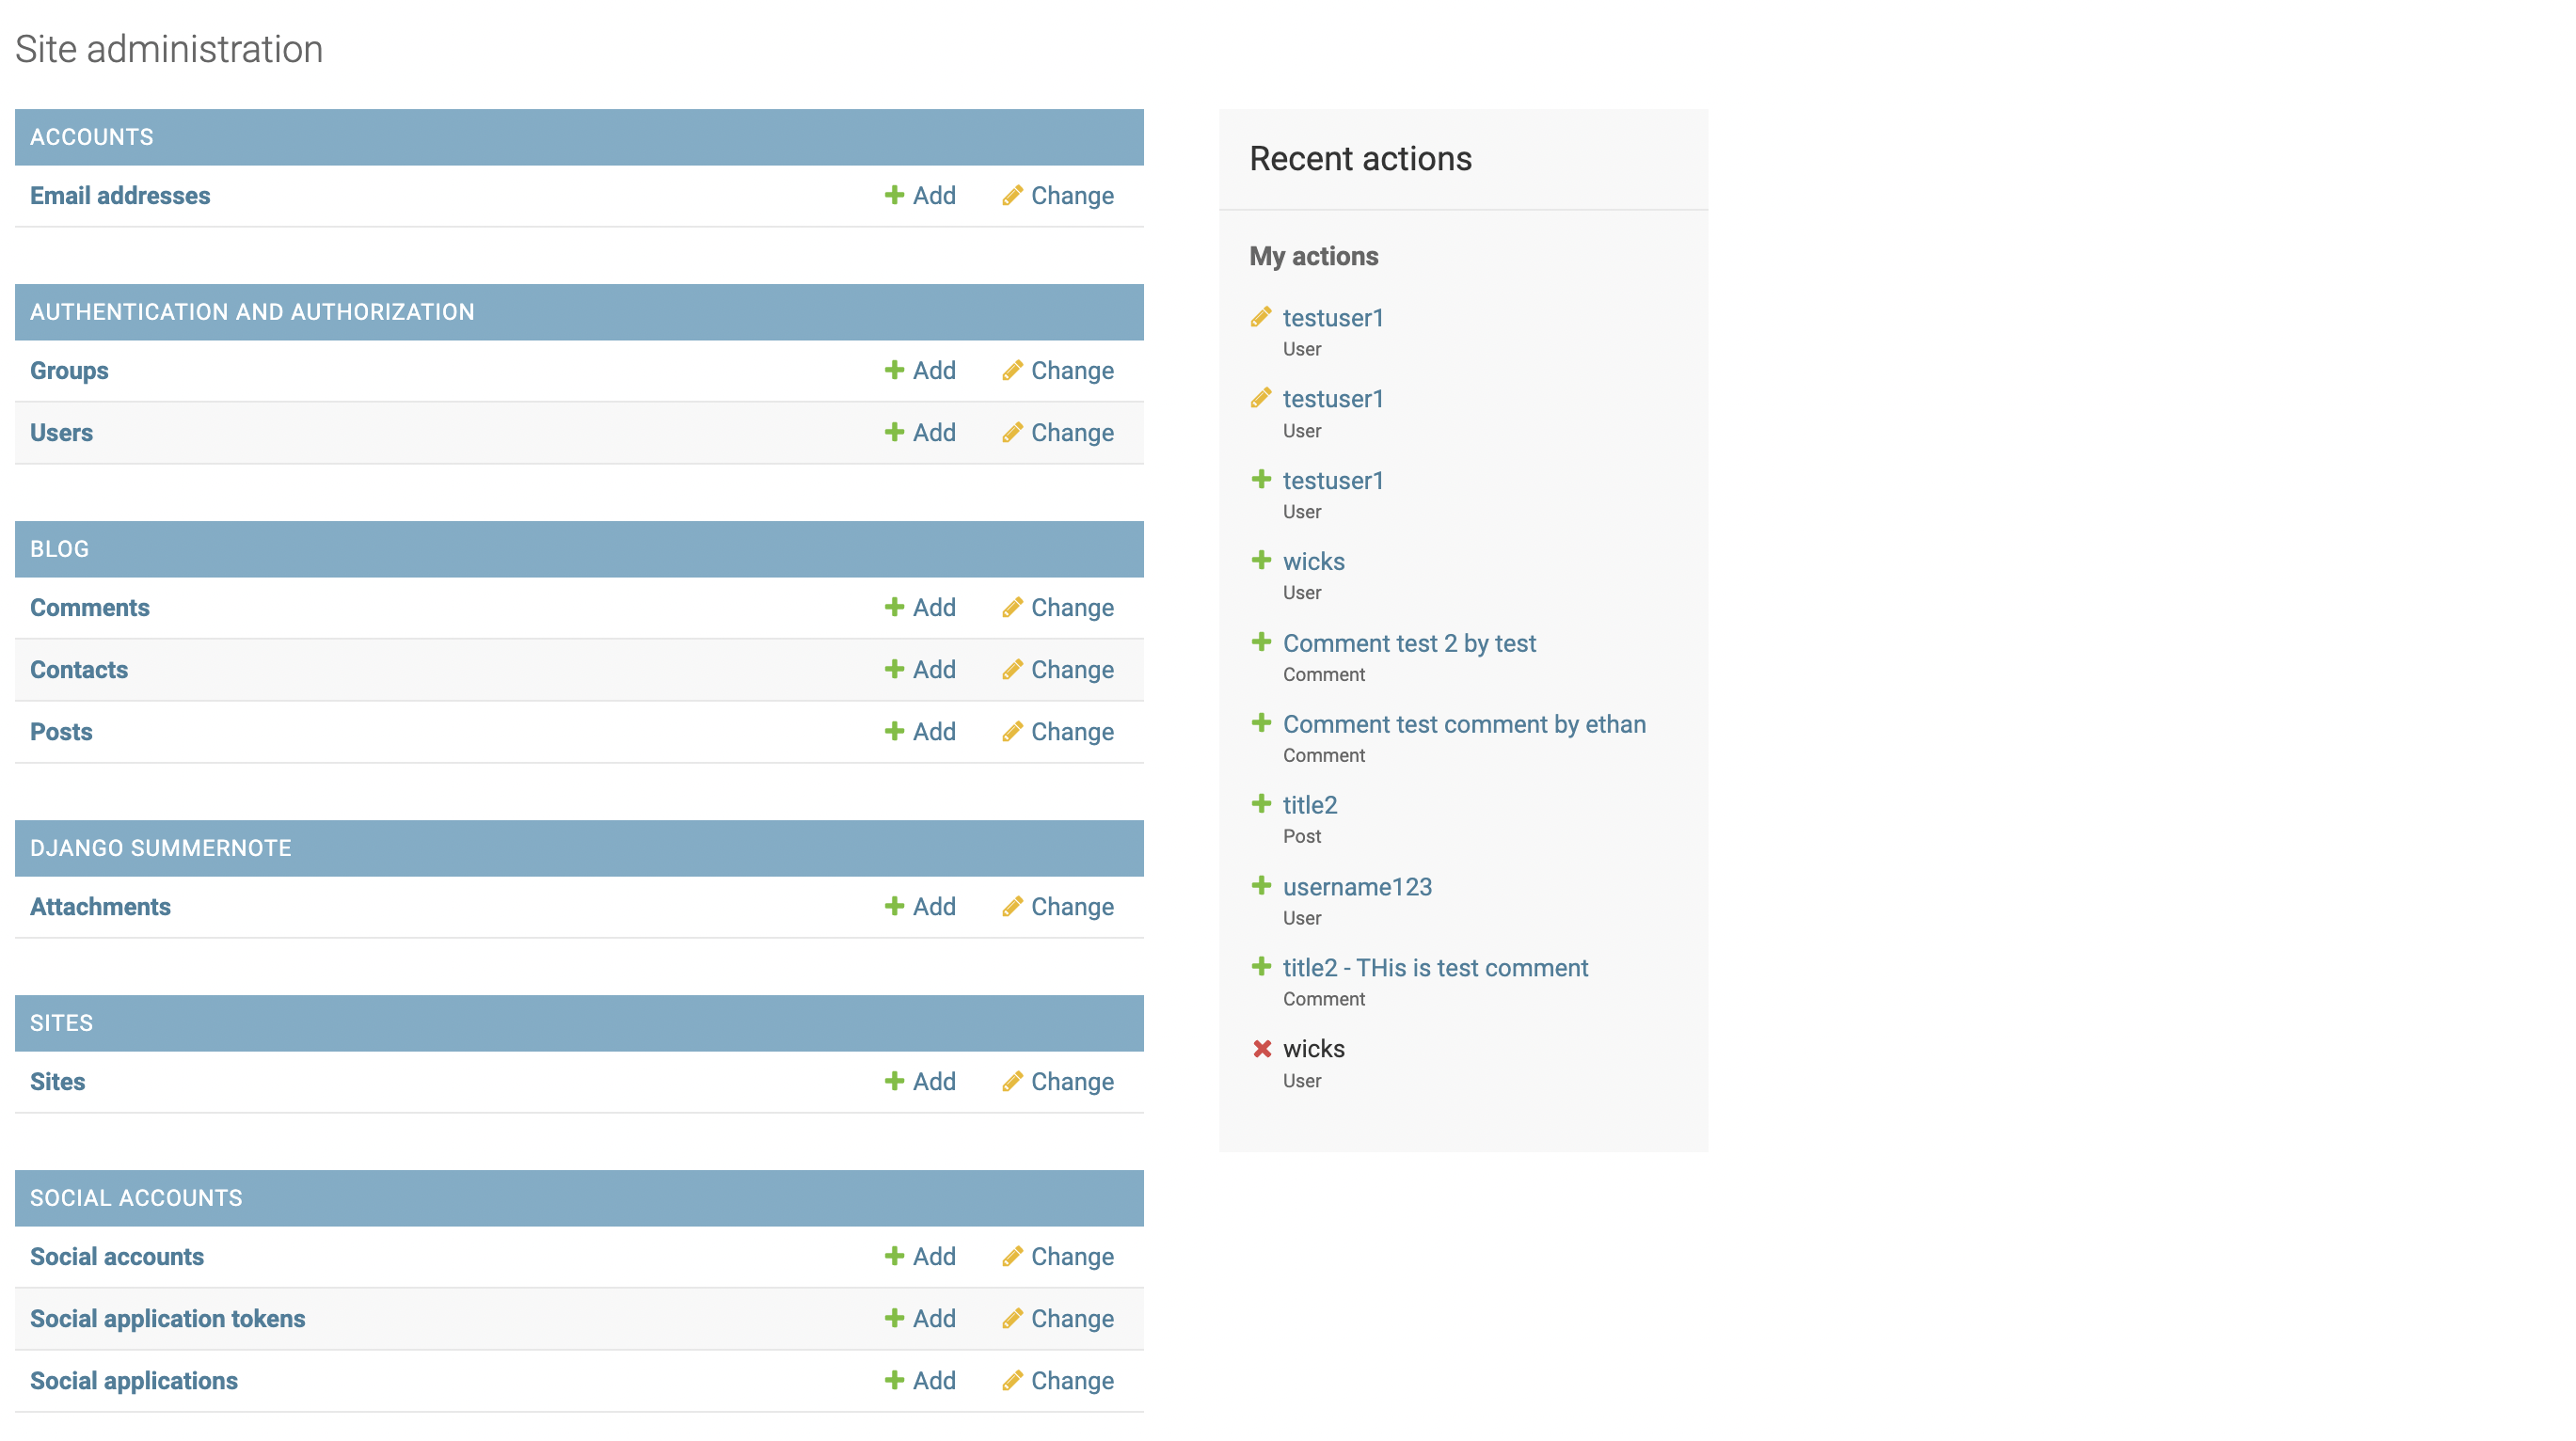 Site administration
ACCOUNTS
Email addresses Add Change
AUTHENTICATION AND AUTHORIZATION
Groups Add Change
Users Add Change
BLOG
Comments Add Change
Contacts Add Change
Posts Add Change
DJANGO SUMMERNOTE
Attachments Add Change
SITES
Sites Add Change
SOCIAL ACCOUNTS
Social accounts Add Change
Social application tokens Add Change
Social applications Add Change
Recent actions
My actions
testuser1
User
testuser1
User
testuser1
User
wicks
User
Comment test 2 by test
Comment
Comment test comment by ethan
Comment
title2
Post
username123
User
title2 - THis is test comment
Comment
wicks
User